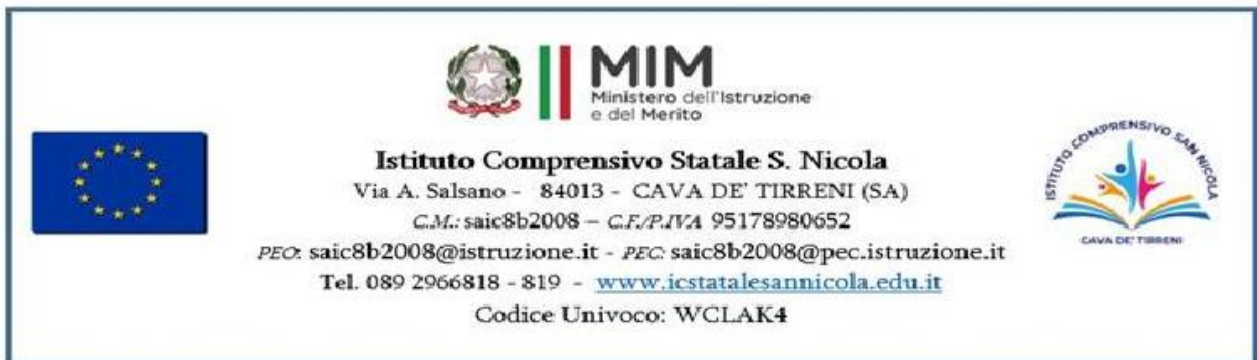 MIM
Ministero dell'Istruzione
e del Merito
Istituto Comprensivo Statale S. Nicola
Via A. Salsano - 84013 - CAVA DE' TIRRENI (SA)
C.M.: saic8b2008 – C.F./P.IVA 95178980652
PEO: saic8b2008@istruzione.it - PEC: saic8b2008@pec.istruzione.it
Tel. 089 2966818 - 819 - www.icstatalesannicola.edu.it
Codice Univoco: WCLAK4
ISTITUTO COMPRENSIVO SAN NICOLA
CAVA DE' TIRRENI